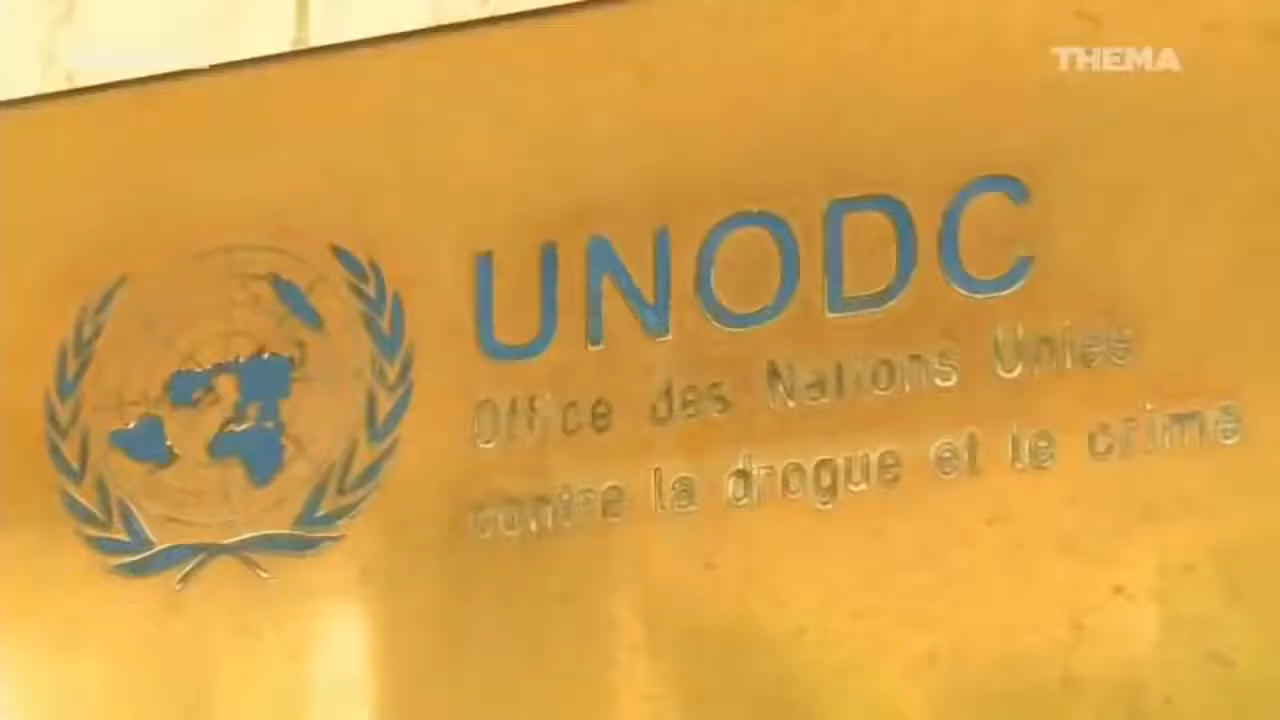 THEMA
UNODC
Office des Nations Unies
contre la drogue et le crime